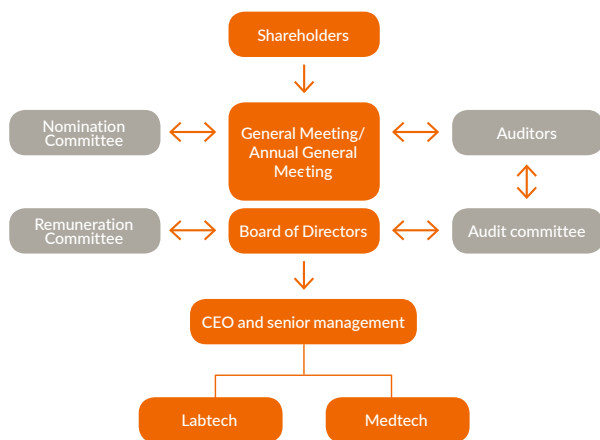 Shareholders
Nomination
Committee
General Meeting/
Annual General
Meeting
Auditors
Remuneration
Committee
Board of Directors
Audit committee
CEO and senior management
Labtech
Medtech